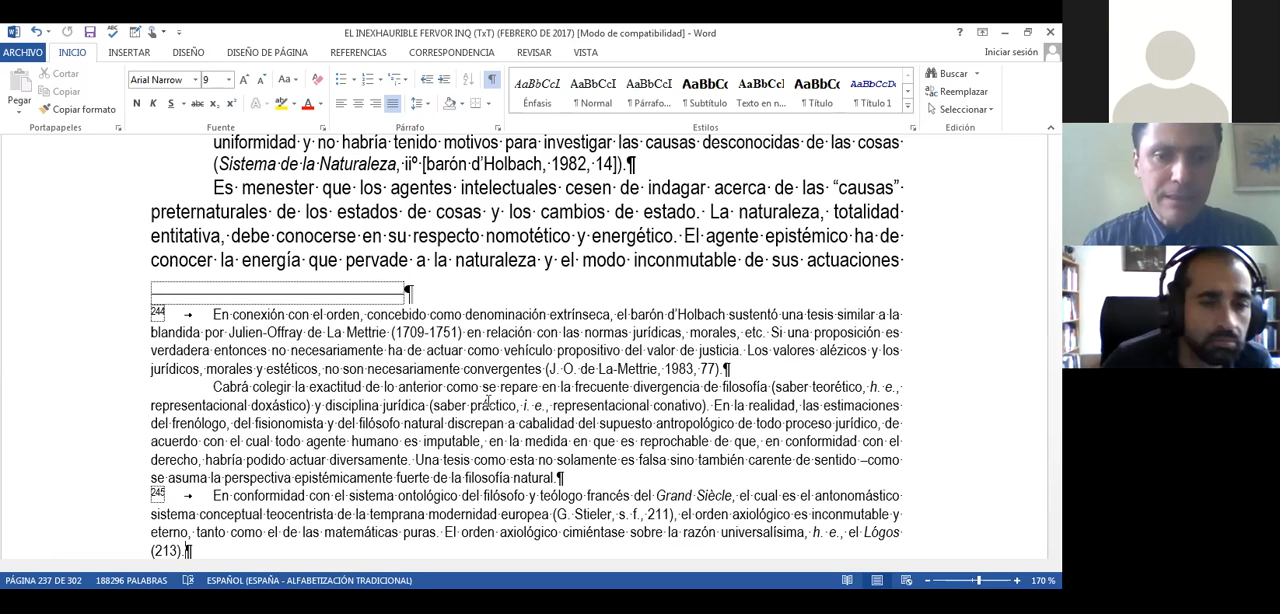 EL INEXHAURIBLE FERVOR INQ (TxT) (FEBRERO DE 2017) [Modo de compatibilidad] - Word
ARCHIVO INICIO INSERTAR DISEÑO DISEÑO DE PÁGINA REFERENCIAS CORRESPONDENCIA REVISAR VISTA Iniciar sesión
Pegar
Cortar
Copiar
Copiar formato
Portapapeles
Arial Narrow 9
N K S abc x₂ x²
Fuente
Párrafo
AaBbCcI AaBbCcI AaBbCcI AaBbCc AaBbCcI AaBbCc AaBbCcDc
Énfasis ¶ Normal ¶ Párrafo... ¶ Subtítulo Texto en n... ¶ Título ¶ Título 1
Estilos
Buscar
Reemplazar
Seleccionar
Edición
uniformidad y no habría tenido motivos para investigar las causas desconocidas de las cosas
(Sistema de la Naturaleza, iiº [barón d'Holbach, 1982, 14]).¶
Es menester que los agentes intelectuales cesen de indagar acerca de las “causas”
preternaturales de los estados de cosas y los cambios de estado. La naturaleza, totalidad
entitativa, debe conocerse en su respecto nomotético y energético. El agente epistémico ha de
conocer la energía que pervade a la naturaleza y el modo inconmutable de sus actuaciones
¶
244 → En conexión con el orden, concebido como denominación extrínseca, el barón d'Holbach sustentó una tesis similar a la
blandida por Julien-Offray de La Mettrie (1709-1751) en relación con las normas jurídicas, morales, etc. Si una proposición es
verdadera entonces no necesariamente ha de actuar como vehículo propositivo del valor de justicia. Los valores alézicos y los
jurídicos, morales y estéticos, no son necesariamente convergentes (J. O. de La-Mettrie, 1983, 77).¶
Cabrá colegir la exactitud de lo anterior como se repare en la frecuente divergencia de filosofía (saber teorético, h. e.,
representacional doxástico) y disciplina jurídica (saber práctico, i. e., representacional conativo). En la realidad, las estimaciones
del frenólogo, del fisionomista y del filósofo natural discrepan a cabalidad del supuesto antropológico de todo proceso jurídico, de
acuerdo con el cual todo agente humano es imputable, en la medida en que es reprochable de que, en conformidad con el
derecho, habría podido actuar diversamente. Una tesis como esta no solamente es falsa sino también carente de sentido –como
se asuma la perspectiva epistémicamente fuerte de la filosofía natural.¶
245 → En conformidad con el sistema ontológico del filósofo y teólogo francés del Grand Siècle, el cual es el antonomástico
sistema conceptual teocentrista de la temprana modernidad europea (G. Stieler, s. f., 211), el orden axiológico es inconmutable y
eterno, tanto como el de las matemáticas puras. El orden axiológico cimiéntase sobre la razón universalísima, h. e., el Lógos
(213).¶
PÁGINA 237 DE 302 188296 PALABRAS ESPAÑOL (ESPAÑA - ALFABETIZACIÓN TRADICIONAL) 170 %